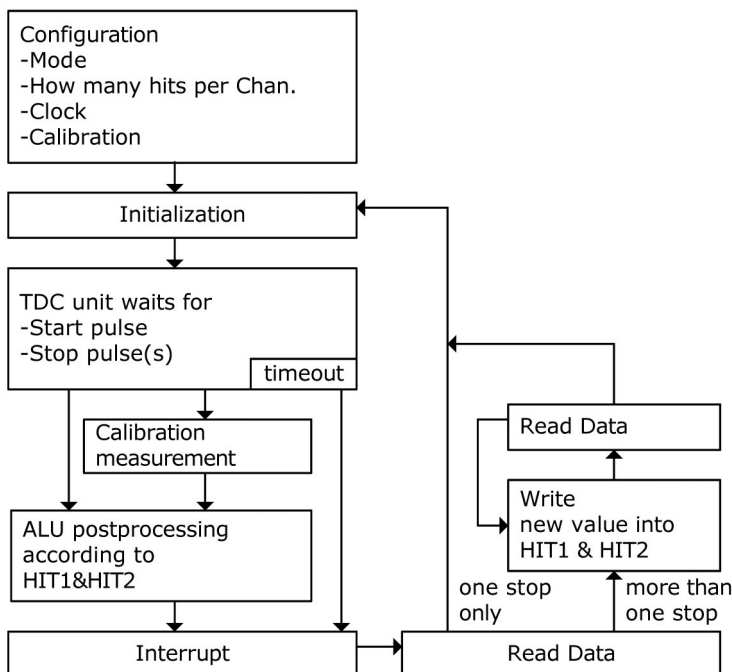 Configuration
-Mode
-How many hits per Chan.
-Clock
-Calibration
Initialization
TDC unit waits for
-Start pulse
-Stop pulse(s)
timeout
Calibration
measurement
ALU postprocessing
according to
HIT1&HIT2
Interrupt
Read Data
Write
new value into
HIT1 & HIT2
one stop
only
more than
one stop
Read Data